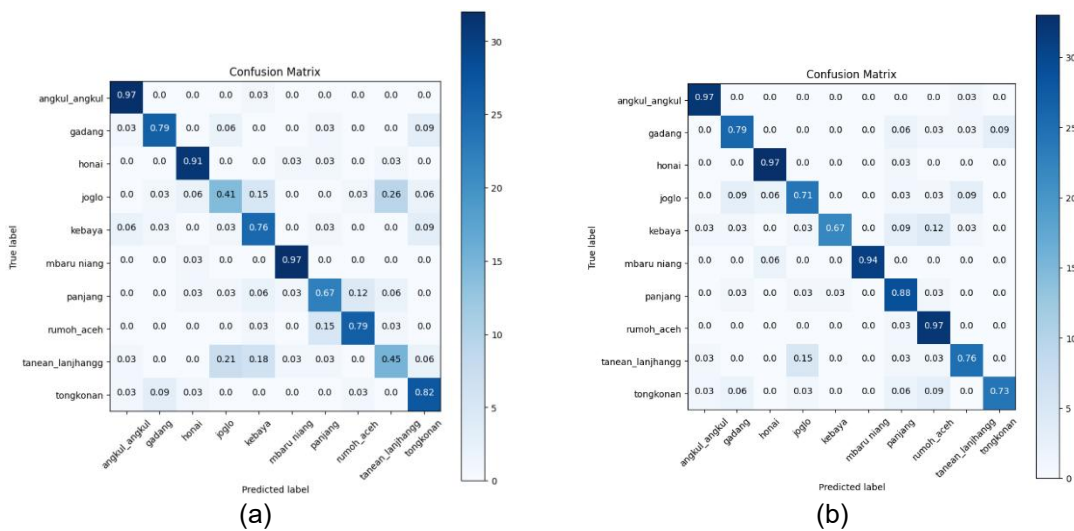 Confusion Matrix
angkul_angkul 0.97 0.0 0.0 0.0 0.03 0.0 0.0 0.0 0.0 0.0
gadang 0.03 0.79 0.0 0.06 0.0 0.0 0.03 0.0 0.0 0.09
honai 0.0 0.0 0.91 0.0 0.0 0.03 0.03 0.0 0.03 0.0
joglo 0.0 0.03 0.06 0.41 0.15 0.0 0.0 0.03 0.26 0.06
kebaya 0.06 0.03 0.0 0.03 0.76 0.0 0.03 0.0 0.0 0.09
mbaru niang 0.0 0.0 0.03 0.0 0.0 0.97 0.0 0.0 0.0 0.0
panjang 0.0 0.0 0.03 0.03 0.06 0.03 0.67 0.12 0.06 0.0
rumoh_aceh 0.0 0.0 0.0 0.0 0.03 0.0 0.15 0.79 0.03 0.0
tanean_lanjhangg 0.03 0.0 0.0 0.21 0.18 0.03 0.03 0.0 0.45 0.06
tongkonan 0.03 0.09 0.0 0.03 0.0 0.0 0.0 0.03 0.0 0.82
True label
angkul_angkul
gadang
honai
joglo
kebaya
mbaru niang
panjang
rumoh_aceh
tanean_lanjhangg
tongkonan
Predicted label
30
25
20
15
10
5
0
(a)
Confusion Matrix
angkul_angkul 0.97 0.0 0.0 0.0 0.0 0.0 0.0 0.0 0.03 0.0
gadang 0.0 0.79 0.0 0.0 0.0 0.0 0.06 0.03 0.03 0.09
honai 0.0 0.0 0.97 0.0 0.0 0.0 0.03 0.0 0.0 0.0
joglo 0.0 0.09 0.06 0.71 0.0 0.0 0.03 0.03 0.09 0.0
kebaya 0.03 0.03 0.0 0.03 0.67 0.0 0.09 0.12 0.03 0.0
mbaru niang 0.0 0.0 0.06 0.0 0.0 0.94 0.0 0.0 0.0 0.0
panjang 0.0 0.03 0.0 0.03 0.03 0.0 0.88 0.03 0.0 0.0
rumoh_aceh 0.0 0.0 0.0 0.0 0.0 0.0 0.03 0.97 0.0 0.0
tanean_lanjhangg 0.03 0.0 0.0 0.15 0.0 0.0 0.03 0.03 0.76 0.0
tongkonan 0.03 0.06 0.0 0.03 0.0 0.0 0.06 0.09 0.0 0.73
True label
angkul_angkul
gadang
honai
joglo
kebaya
mbaru niang
panjang
rumoh_aceh
tanean_lanjhangg
tongkonan
Predicted label
30
25
20
15
10
5
0
(b)